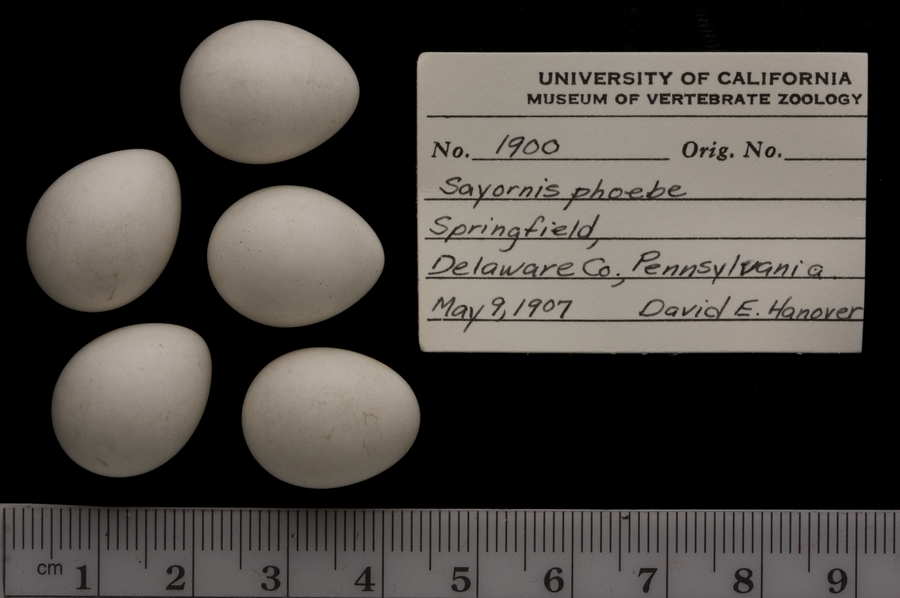 UNIVERSITY OF CALIFORNIA
MUSEUM OF VERTEBRATE ZOOLOGY
No. 1900 Orig. No.
Sayornis phoebe
Springfield,
Delaware Co., Pennsylvania.
May 9, 1907 David E. Hanover
cm 1 2 3 4 5 6 7 8 9